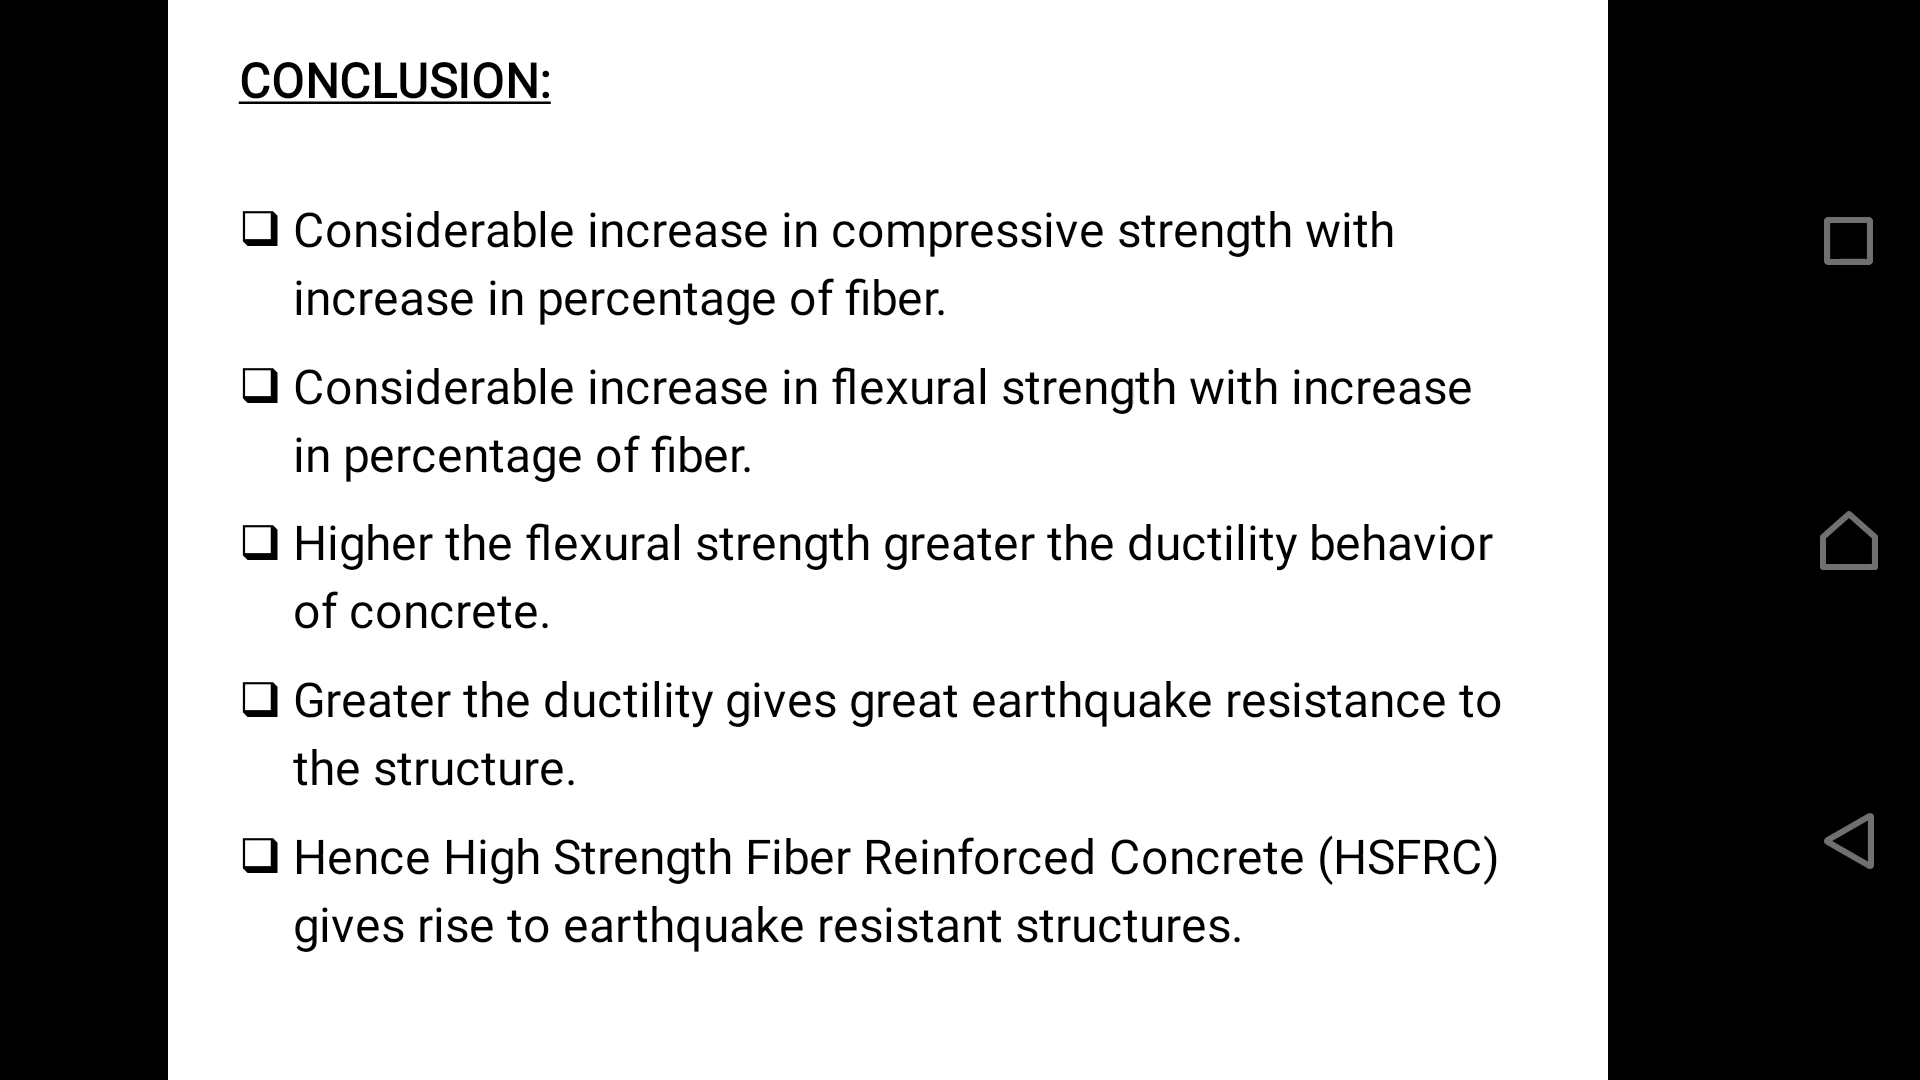 CONCLUSION:
❑ Considerable increase in compressive strength with
increase in percentage of fiber.
❑ Considerable increase in flexural strength with increase
in percentage of fiber.
❑ Higher the flexural strength greater the ductility behavior
of concrete.
❑ Greater the ductility gives great earthquake resistance to
the structure.
❑ Hence High Strength Fiber Reinforced Concrete (HSFRC)
gives rise to earthquake resistant structures.